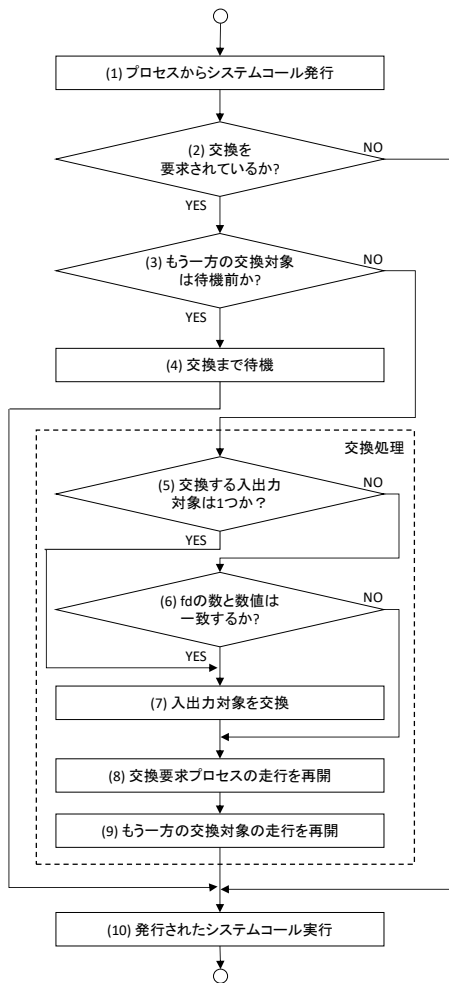 (1) プロセスからシステムコール発行
(2) 交換を
要求されているか?
NO
YES
(3) もう一方の交換対象
は待機前か?
NO
YES
(4) 交換まで待機
交換処理
(5) 交換する入出力
対象は1つか？
NO
YES
(6) fdの数と数値は
一致するか?
NO
YES
(7) 入出力対象を交換
(8) 交換要求プロセスの走行を再開
(9) もう一方の交換対象の走行を再開
(10) 発行されたシステムコール実行